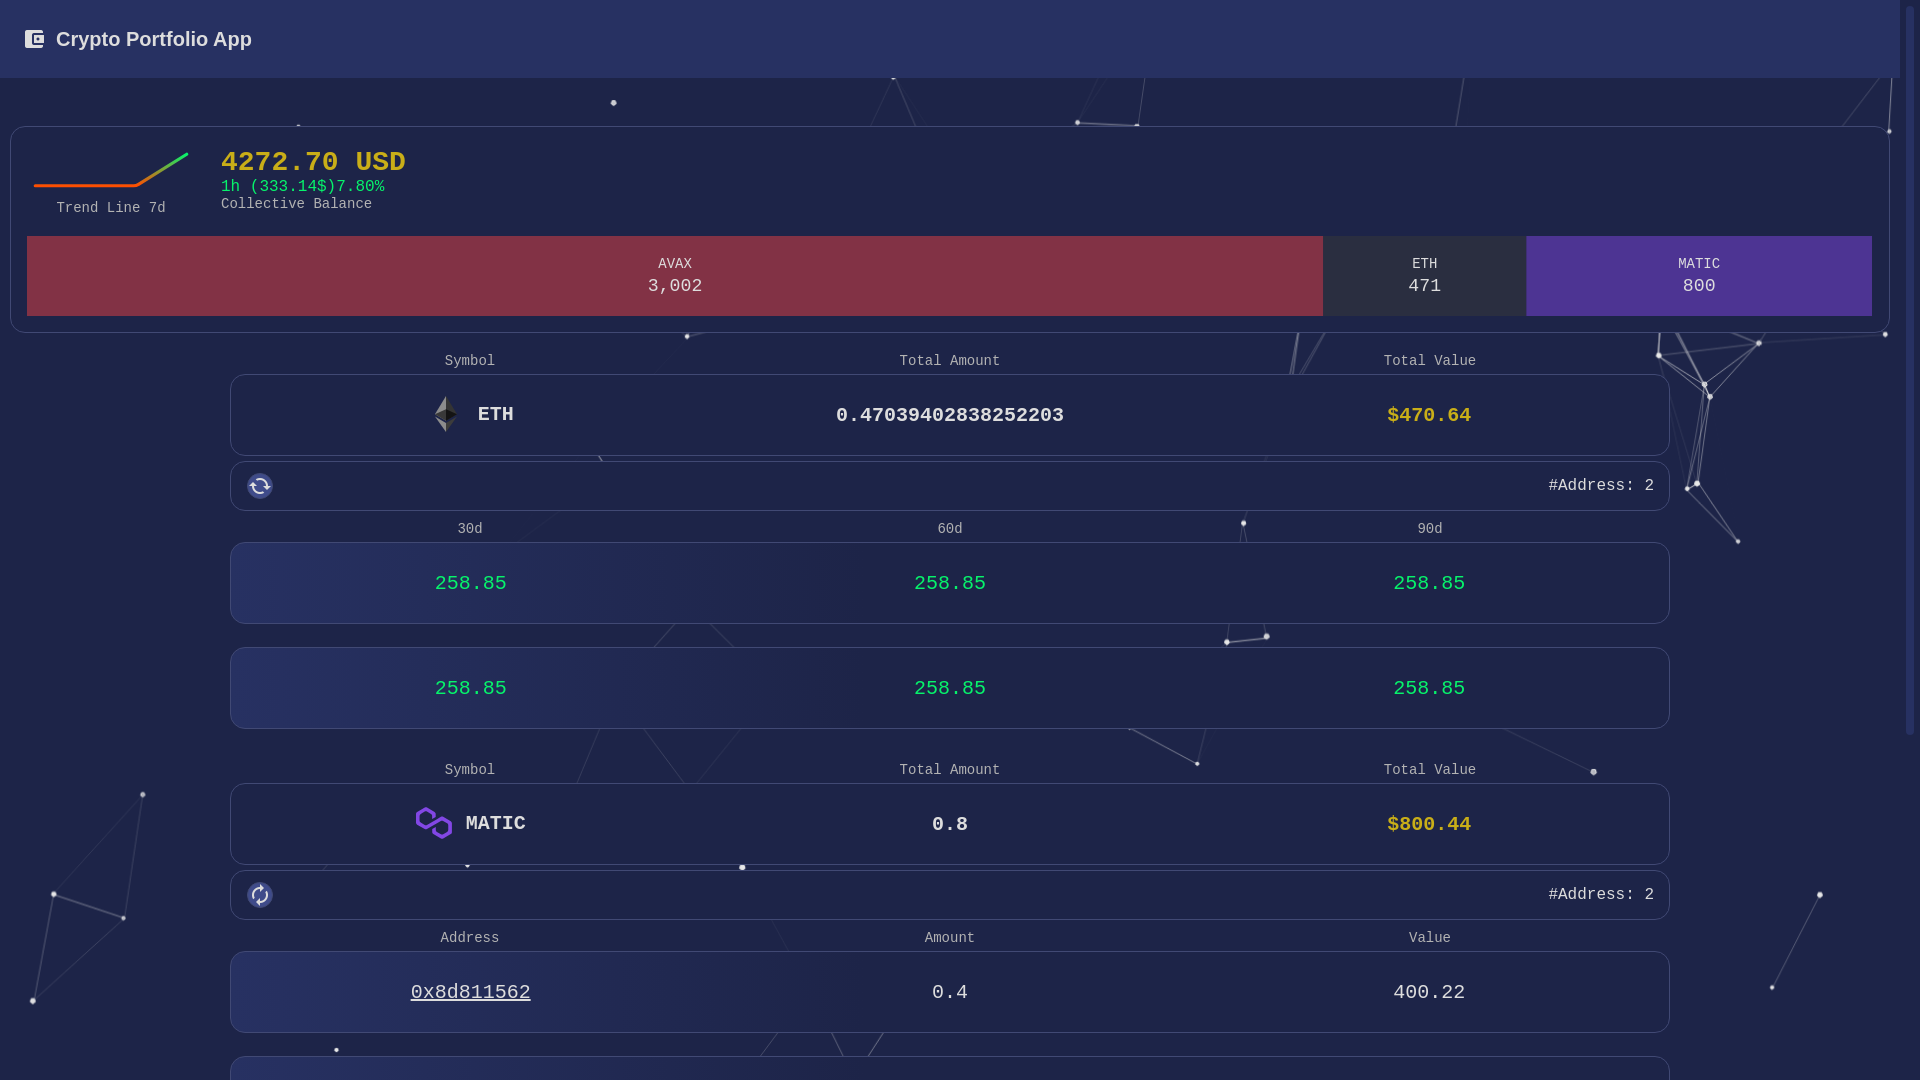 Crypto Portfolio App
4272.70 USD
1h (333.14$)7.80%
Trend Line 7d
Collective Balance
AVAX
3,002
ETH
471
MATIC
800
Symbol Total Amount Total Value
ETH 0.47039402838252203 $470.64
#Address: 2
30d 60d 90d
258.85 258.85 258.85
258.85 258.85 258.85
Symbol Total Amount Total Value
MATIC 0.8 $800.44
#Address: 2
Address Amount Value
0x8d811562 0.4 400.22